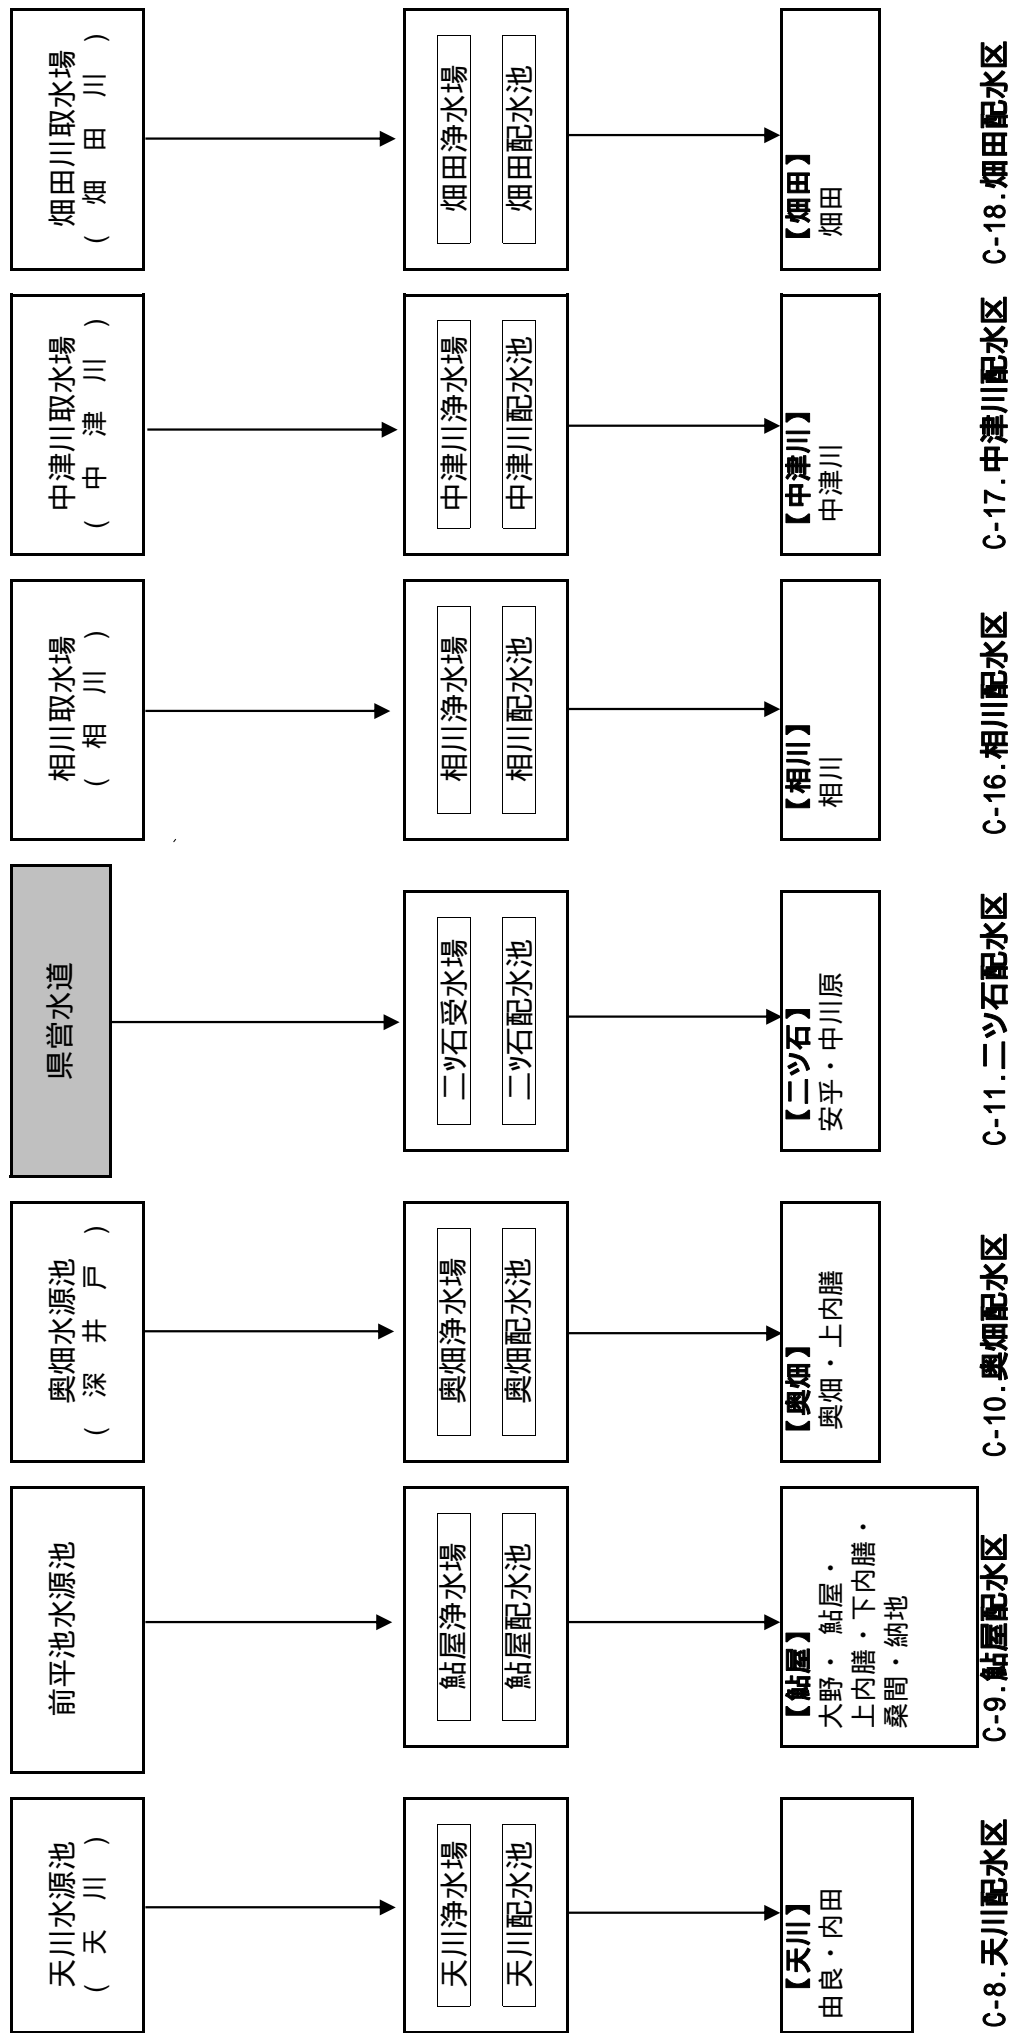 天川水源池
（ 天 川 ）
天川浄水場
天川配水池
【天川】
由良・内田
C-8.天川配水区
前平池水源池
鮎屋浄水場
鮎屋配水池
【鮎屋】
大野・ 鮎屋・
上内膳・下内膳・
桑間・納地
C-9.鮎屋配水区
奥畑水源池
（ 深 井 戸 ）
奥畑浄水場
奥畑配水池
【奥畑】
奥畑・上内膳
C-10.奥畑配水区
県営水道
二ッ石受水場
二ッ石配水池
【二ツ石】
安乎・中川原
C-11.二ツ石配水区
相川取水場
（ 相 川 ）
相川浄水場
相川配水池
【相川】
相川
C-16.相川配水区
中津川取水場
（ 中 津 川 ）
中津川浄水場
中津川配水池
【中津川】
中津川
C-17.中津川配水区
畑田川取水場
（ 畑 田 川 ）
畑田浄水場
畑田配水池
【畑田】
畑田
C-18.畑田配水区